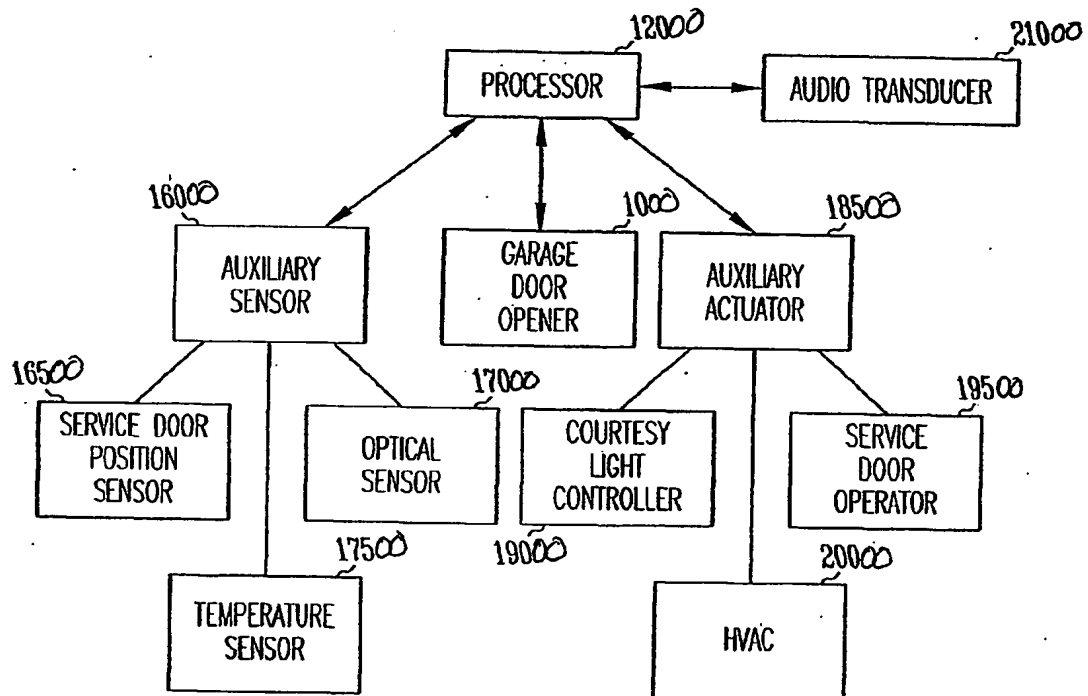 12000
21000
PROCESSOR
AUDIO TRANSDUCER
16000
1000
18500
AUXILIARY
SENSOR
GARAGE
DOOR
OPENER
AUXILIARY
ACTUATOR
16500
17000
19500
SERVICE DOOR
POSITION
SENSOR
OPTICAL
SENSOR
COURTESY
LIGHT
CONTROLLER
SERVICE
DOOR
OPERATOR
19000
17500
20000
TEMPERATURE
SENSOR
HVAC